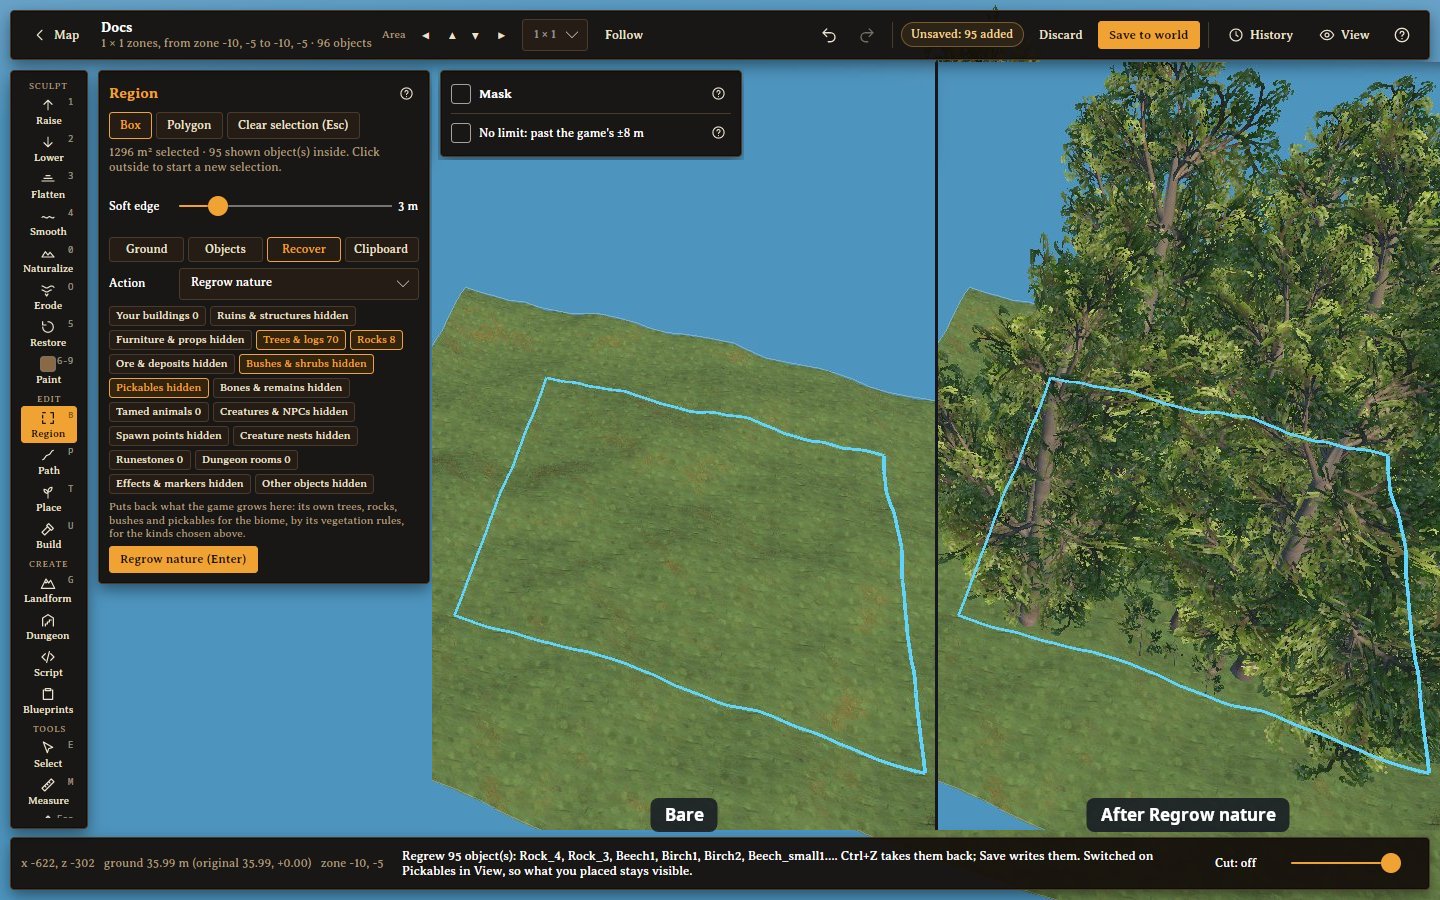 Map
Docs
1 × 1 zones, from zone -10, -5 to -10, -5 · 96 objects
Area
1 × 1
Follow
Unsaved: 95 added
Discard
Save to world
History
View
SCULPT
1
Raise
2
Lower
3
Flatten
4
Smooth
0
Naturalize
O
Erode
5
Restore
6-9
Paint
EDIT
B
Region
P
Path
T
Place
U
Build
CREATE
G
Landform
Dungeon
Script
Blueprints
TOOLS
E
Select
M
Measure
Region
Box
Polygon
Clear selection (Esc)
1296 m² selected · 95 shown object(s) inside. Click
outside to start a new selection.
Soft edge
3 m
Ground
Objects
Recover
Clipboard
Action
Regrow nature
Your buildings 0
Ruins & structures hidden
Furniture & props hidden
Trees & logs 70
Rocks 8
Ore & deposits hidden
Bushes & shrubs hidden
Pickables hidden
Bones & remains hidden
Tamed animals 0
Creatures & NPCs hidden
Spawn points hidden
Creature nests hidden
Runestones 0
Dungeon rooms 0
Effects & markers hidden
Other objects hidden
Puts back what the game grows here: its own trees, rocks,
bushes and pickables for the biome, by its vegetation rules,
for the kinds chosen above.
Regrow nature (Enter)
Mask
No limit: past the game's ±8 m
Bare
After Regrow nature
x -622, z -302 ground 35.99 m (original 35.99, +0.00) zone -10, -5
Regrew 95 object(s): Rock_4, Rock_3, Beech1, Birch1, Birch2, Beech_small1.... Ctrl+Z takes them back; Save writes them. Switched on
Pickables in View, so what you placed stays visible.
Cut: off